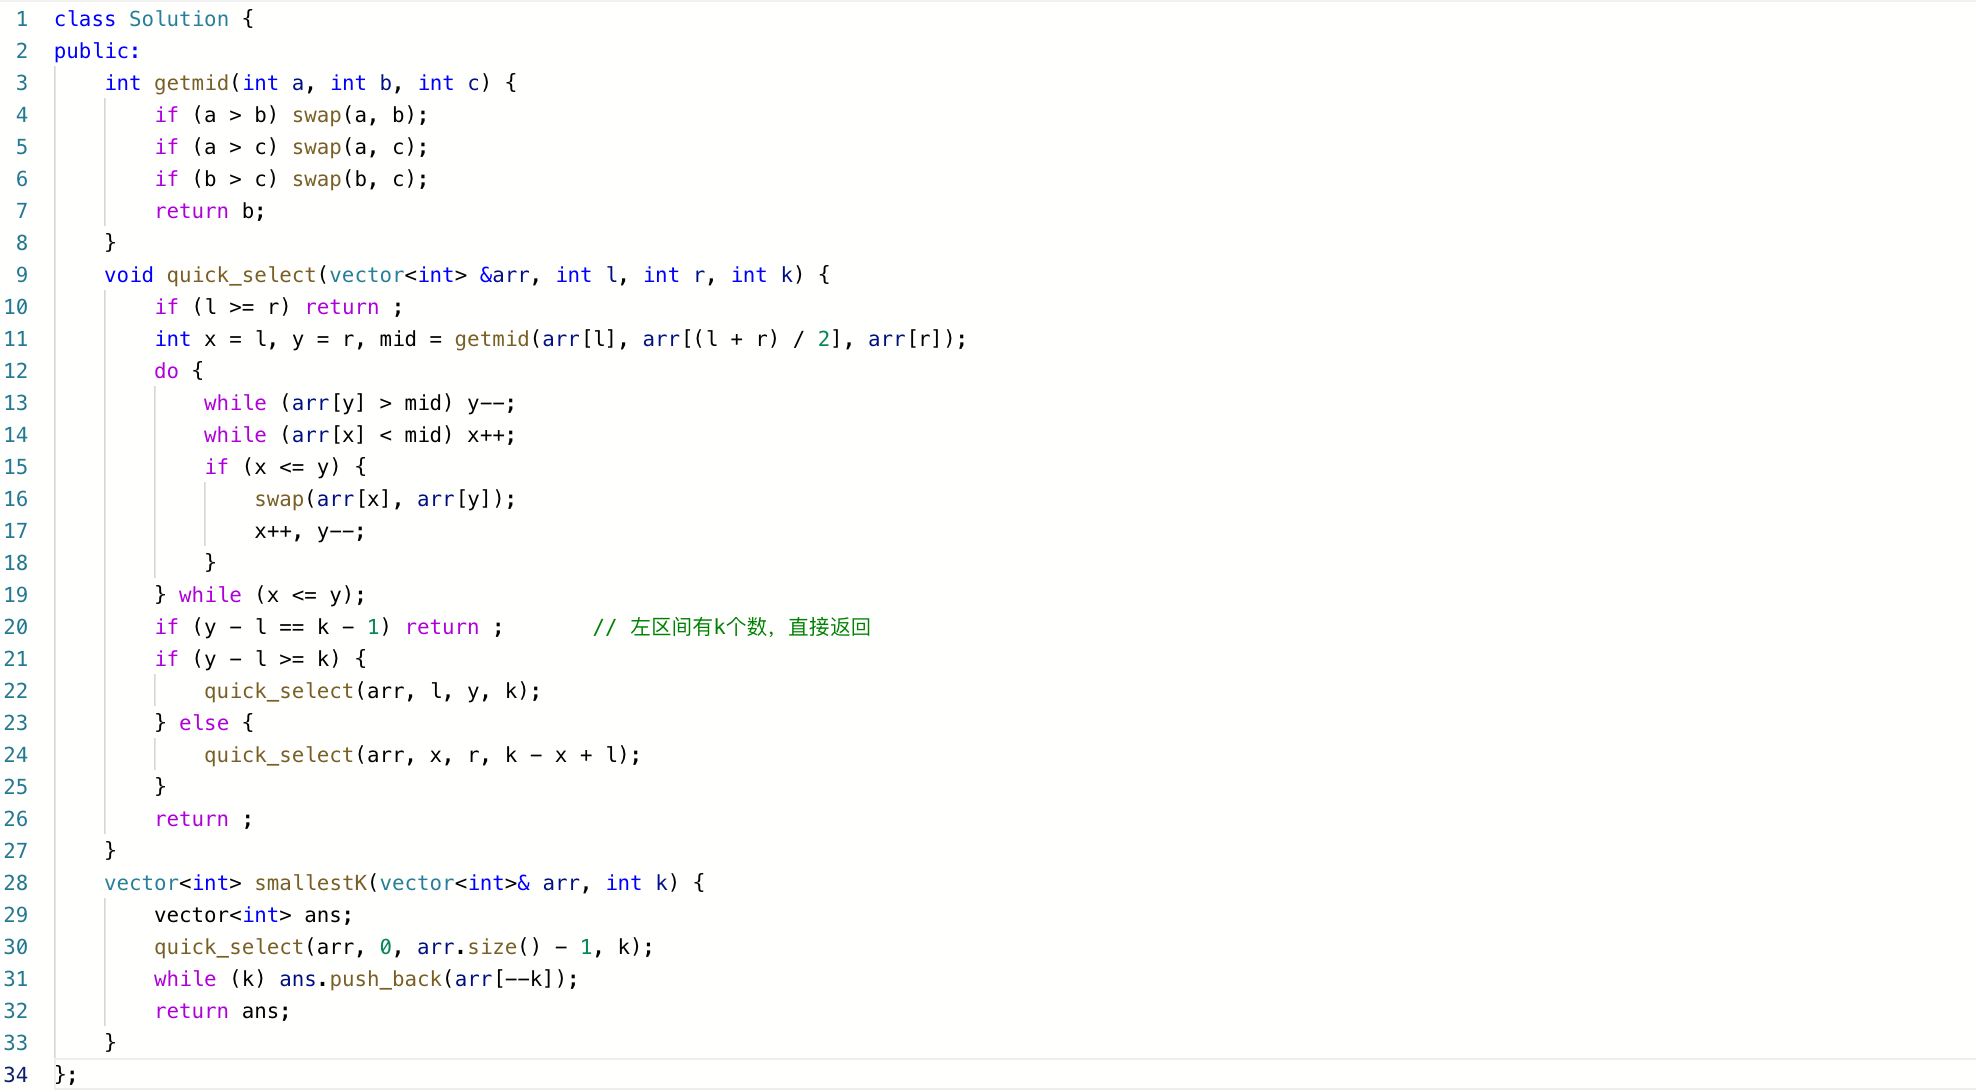 1 class Solution {
2 public:
3     int getmid(int a, int b, int c) {
4         if (a > b) swap(a, b);
5         if (a > c) swap(a, c);
6         if (b > c) swap(b, c);
7         return b;
8     }
9     void quick_select(vector<int> &arr, int l, int r, int k) {
10         if (l >= r) return ;
11         int x = l, y = r, mid = getmid(arr[l], arr[(l + r) / 2], arr[r]);
12         do {
13             while (arr[y] > mid) y--;
14             while (arr[x] < mid) x++;
15             if (x <= y) {
16                 swap(arr[x], arr[y]);
17                 x++, y--;
18             }
19         } while (x <= y);
20         if (y - l == k - 1) return ;       // 左区间有k个数，直接返回
21         if (y - l >= k) {
22             quick_select(arr, l, y, k);
23         } else {
24             quick_select(arr, x, r, k - x + l);
25         }
26         return ;
27     }
28     vector<int> smallestK(vector<int>& arr, int k) {
29         vector<int> ans;
30         quick_select(arr, 0, arr.size() - 1, k);
31         while (k) ans.push_back(arr[--k]);
32         return ans;
33     }
34 };